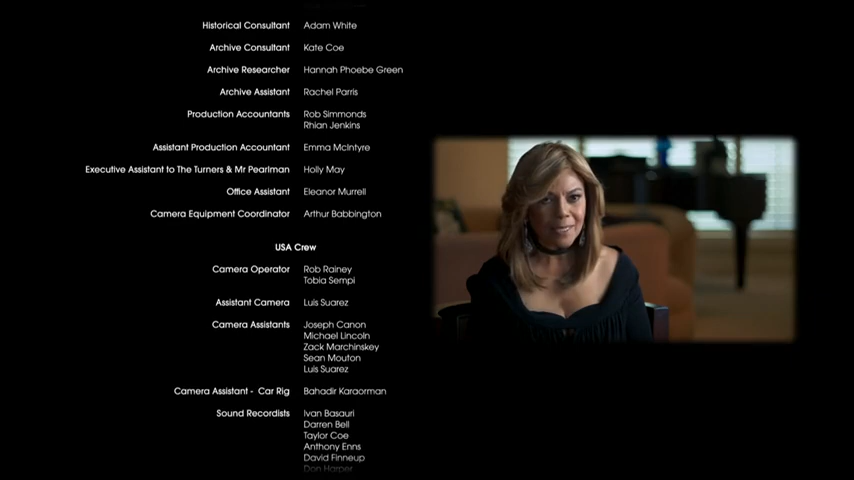 Historical Consultant Adam White
Archive Consultant Kate Coe
Archive Researcher Hannah Phoebe Green
Archive Assistant Rachel Parris
Production Accountants Rob Simmonds
Rhian Jenkins
Assistant Production Accountant Emma McIntyre
Executive Assistant to The Turners & Mr Pearlman Holly May
Office Assistant Eleanor Murrell
Camera Equipment Coordinator Arthur Babbington
USA Crew
Camera Operator Rob Rainey
Tobia Sempi
Assistant Camera Luis Suarez
Camera Assistants Joseph Canon
Michael Lincoln
Zack Marchinskey
Sean Mouton
Luis Suarez
Camera Assistant - Car Rig Bahadir Karaorman
Sound Recordists Ivan Basauri
Darren Bell
Taylor Coe
Anthony Enns
David Finneup
Don Harper